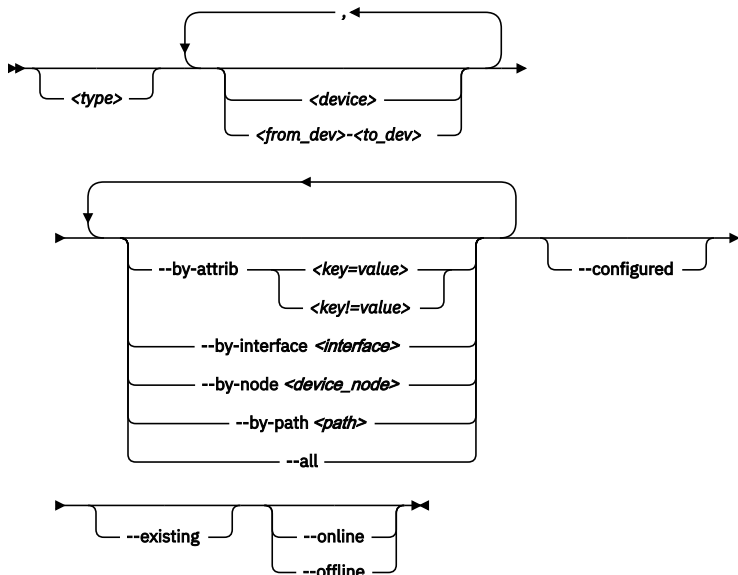 ,
<type>
<device>
<from_dev>-<to_dev>
--by-attrib <key=value>
<key!=value>
--by-interface <interface>
--by-node <device_node>
--by-path <path>
--all
--configured
--existing
--online
--offline